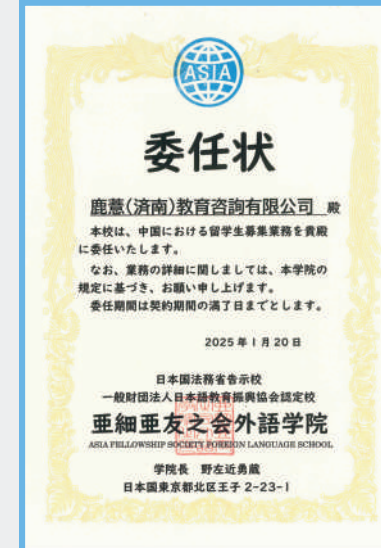 ASIA
委任状
鹿薏(済南)教育咨詢有限公司 殿
本校は、中国における留学生募集業務を貴殿
に委任いたします。
なお、業務の詳細に関しましては、本学院の
規定に基づき、お願い申し上げます。
委任期間は契約期間の満了日までとします。
2025年1月20日
日本国法務省告示校
一般財団法人日本語教育振興協会認定校
亜細亜友之会外語学院
ASIA FELLOWSHIP SOCIETY FOREIGN LANGUAGE SCHOOL
学院長 野左近勇蔵
日本国東京都北区王子2-23-1